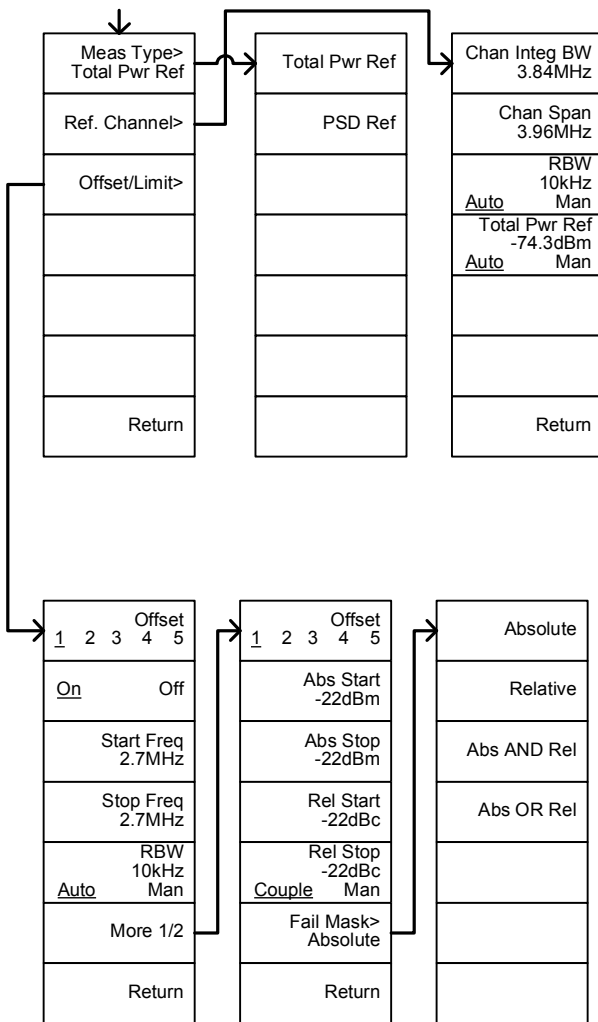 Meas Type>
Total Pwr Ref
Ref. Channel>
Offset/Limit>
Return
Total Pwr Ref
PSD Ref
Chan Integ BW
3.84MHz
Chan Span
3.96MHz
RBW
10kHz
Auto Man
Total Pwr Ref
-74.3dBm
Auto Man
Return
Offset
1 2 3 4 5
On Off
Start Freq
2.7MHz
Stop Freq
2.7MHz
RBW
10kHz
Auto Man
More 1/2
Return
Offset
1 2 3 4 5
Abs Start
-22dBm
Abs Stop
-22dBm
Rel Start
-22dBc
Rel Stop
-22dBc
Couple Man
Fail Mask>
Absolute
Return
Absolute
Relative
Abs AND Rel
Abs OR Rel